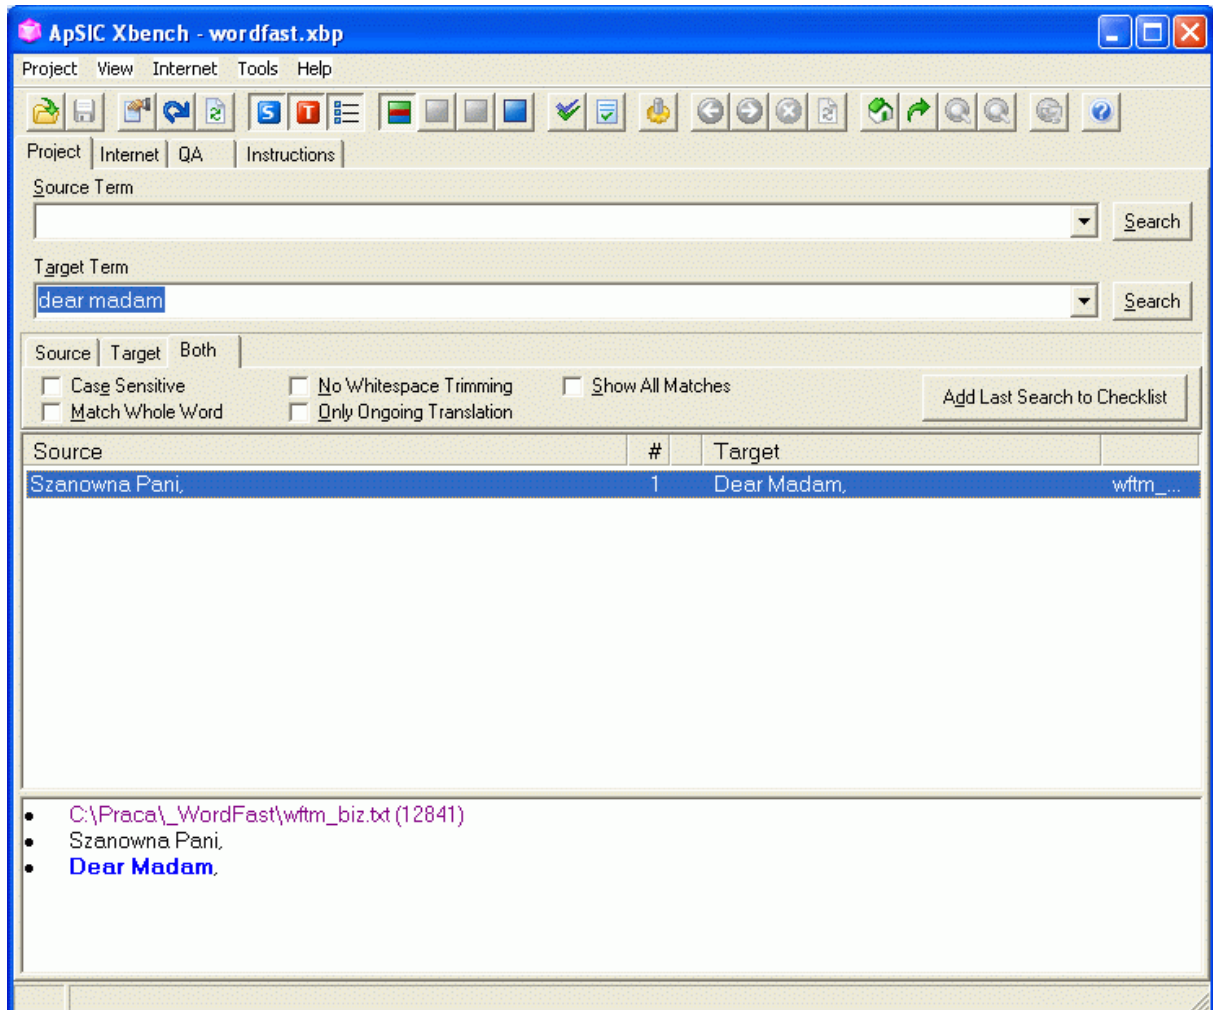 ApSIC Xbench - wordfast.xbp
Project View Internet Tools Help
S T
Project Internet QA Instructions
Source Term
Search
Target Term
dear madam Search
Source Target Both
Case Sensitive No Whitespace Trimming Show All Matches
Match Whole Word Only Ongoing Translation
Add Last Search to Checklist
Source # Target
Szanowna Pani, 1 Dear Madam, wftm_...
C:\Praca\_WordFast\wftm_biz.txt (12841)
Szanowna Pani,
Dear Madam,